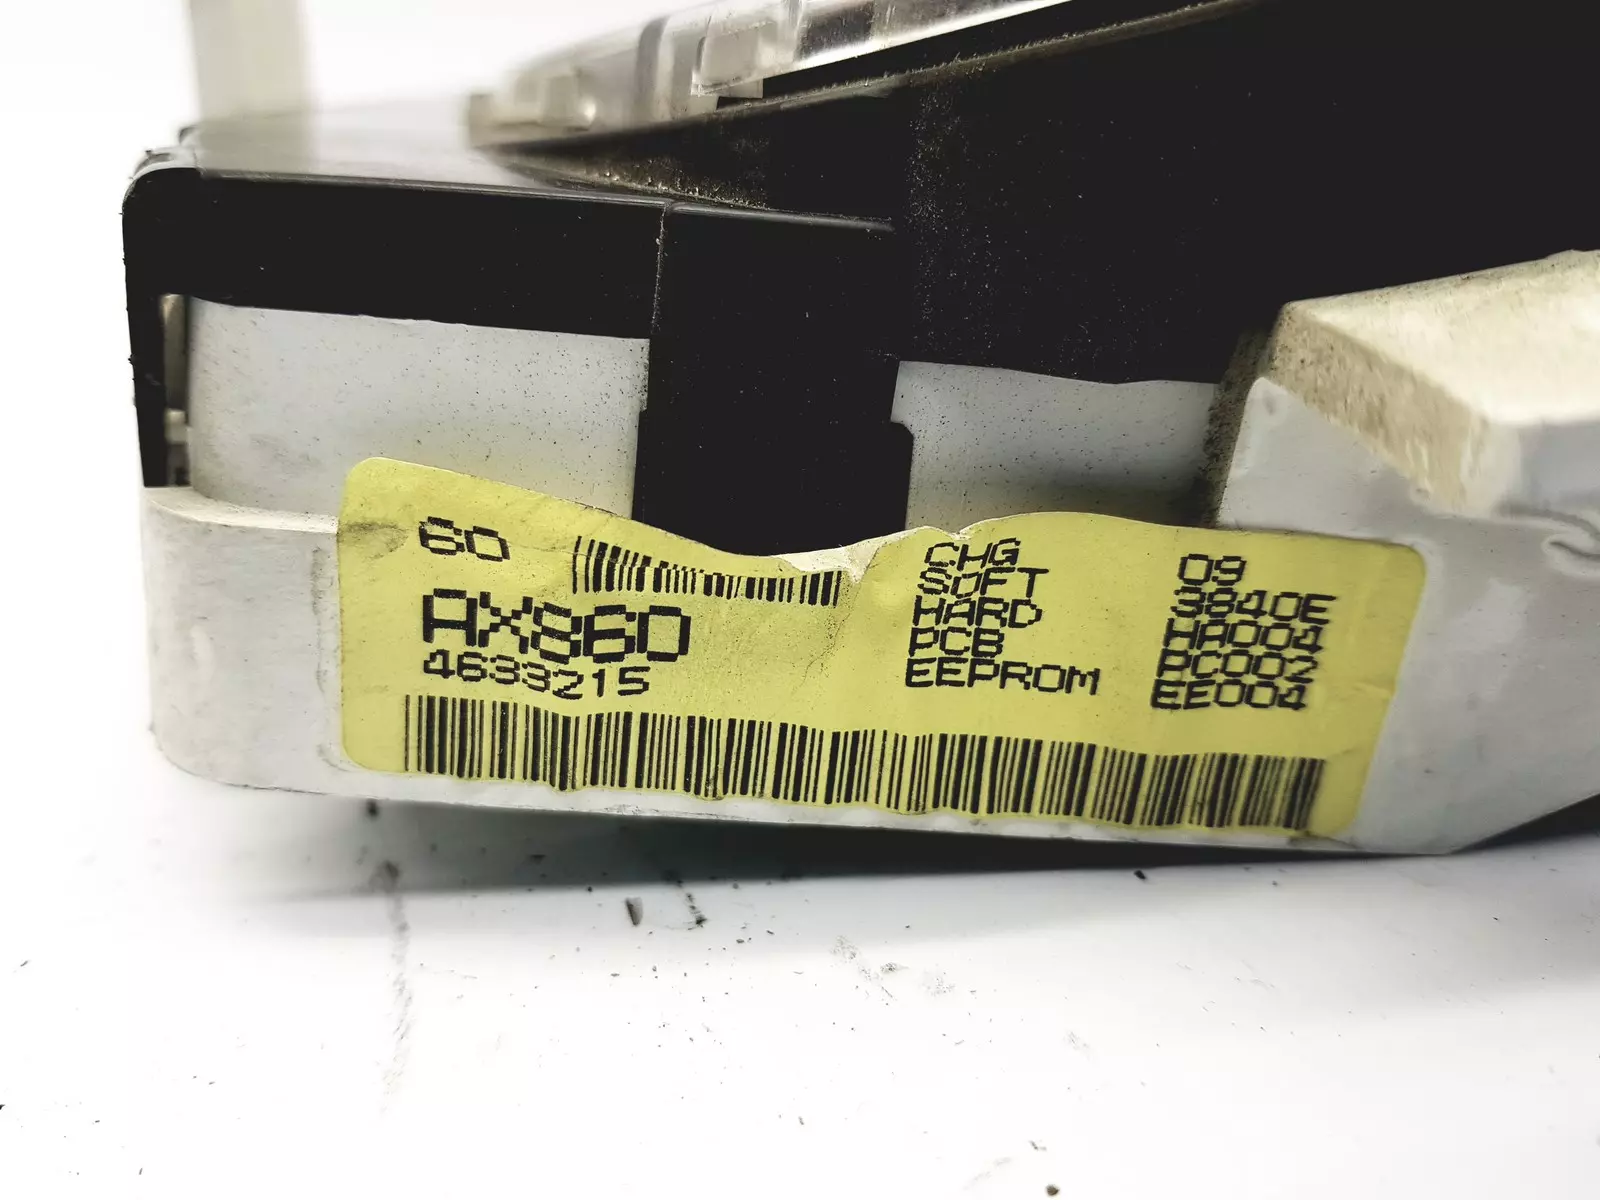 60
AX860
4633215
CHG 09
SOFT 3840E
HARD HA004
PCB PC002
EEPROM EE004